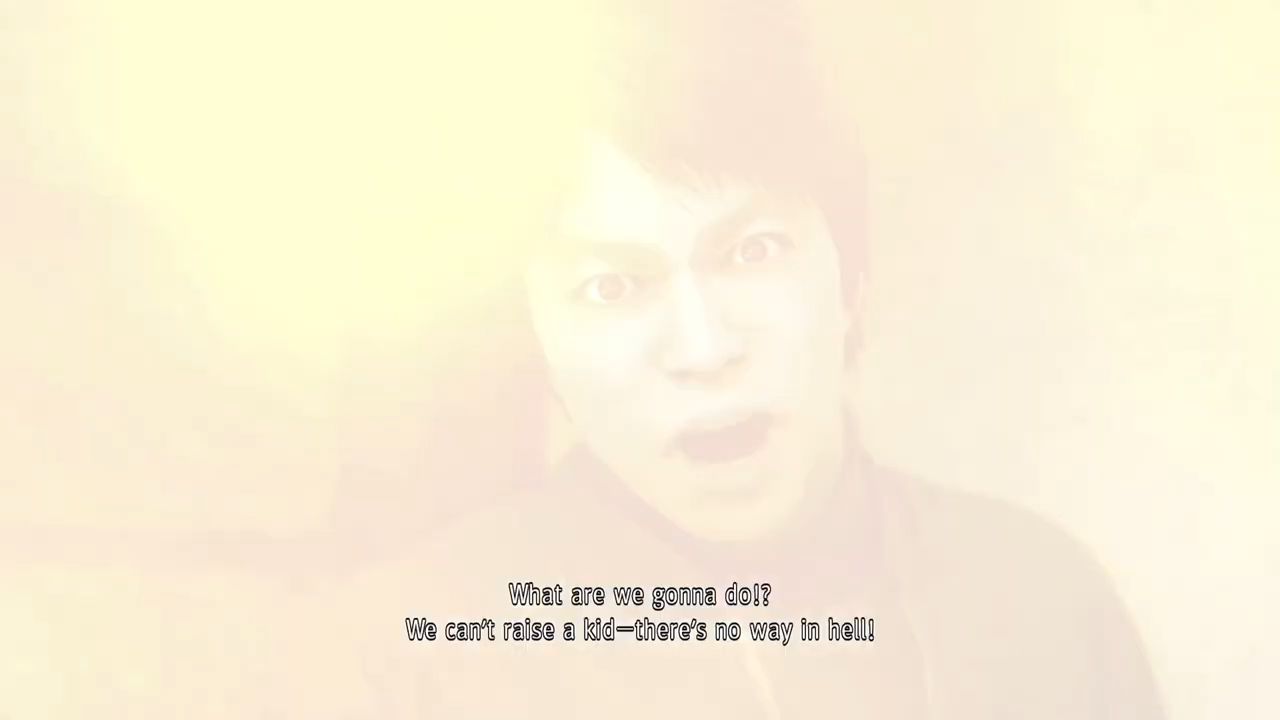 What are we gonna do!?
We can't raise a kid—there's no way in hell!